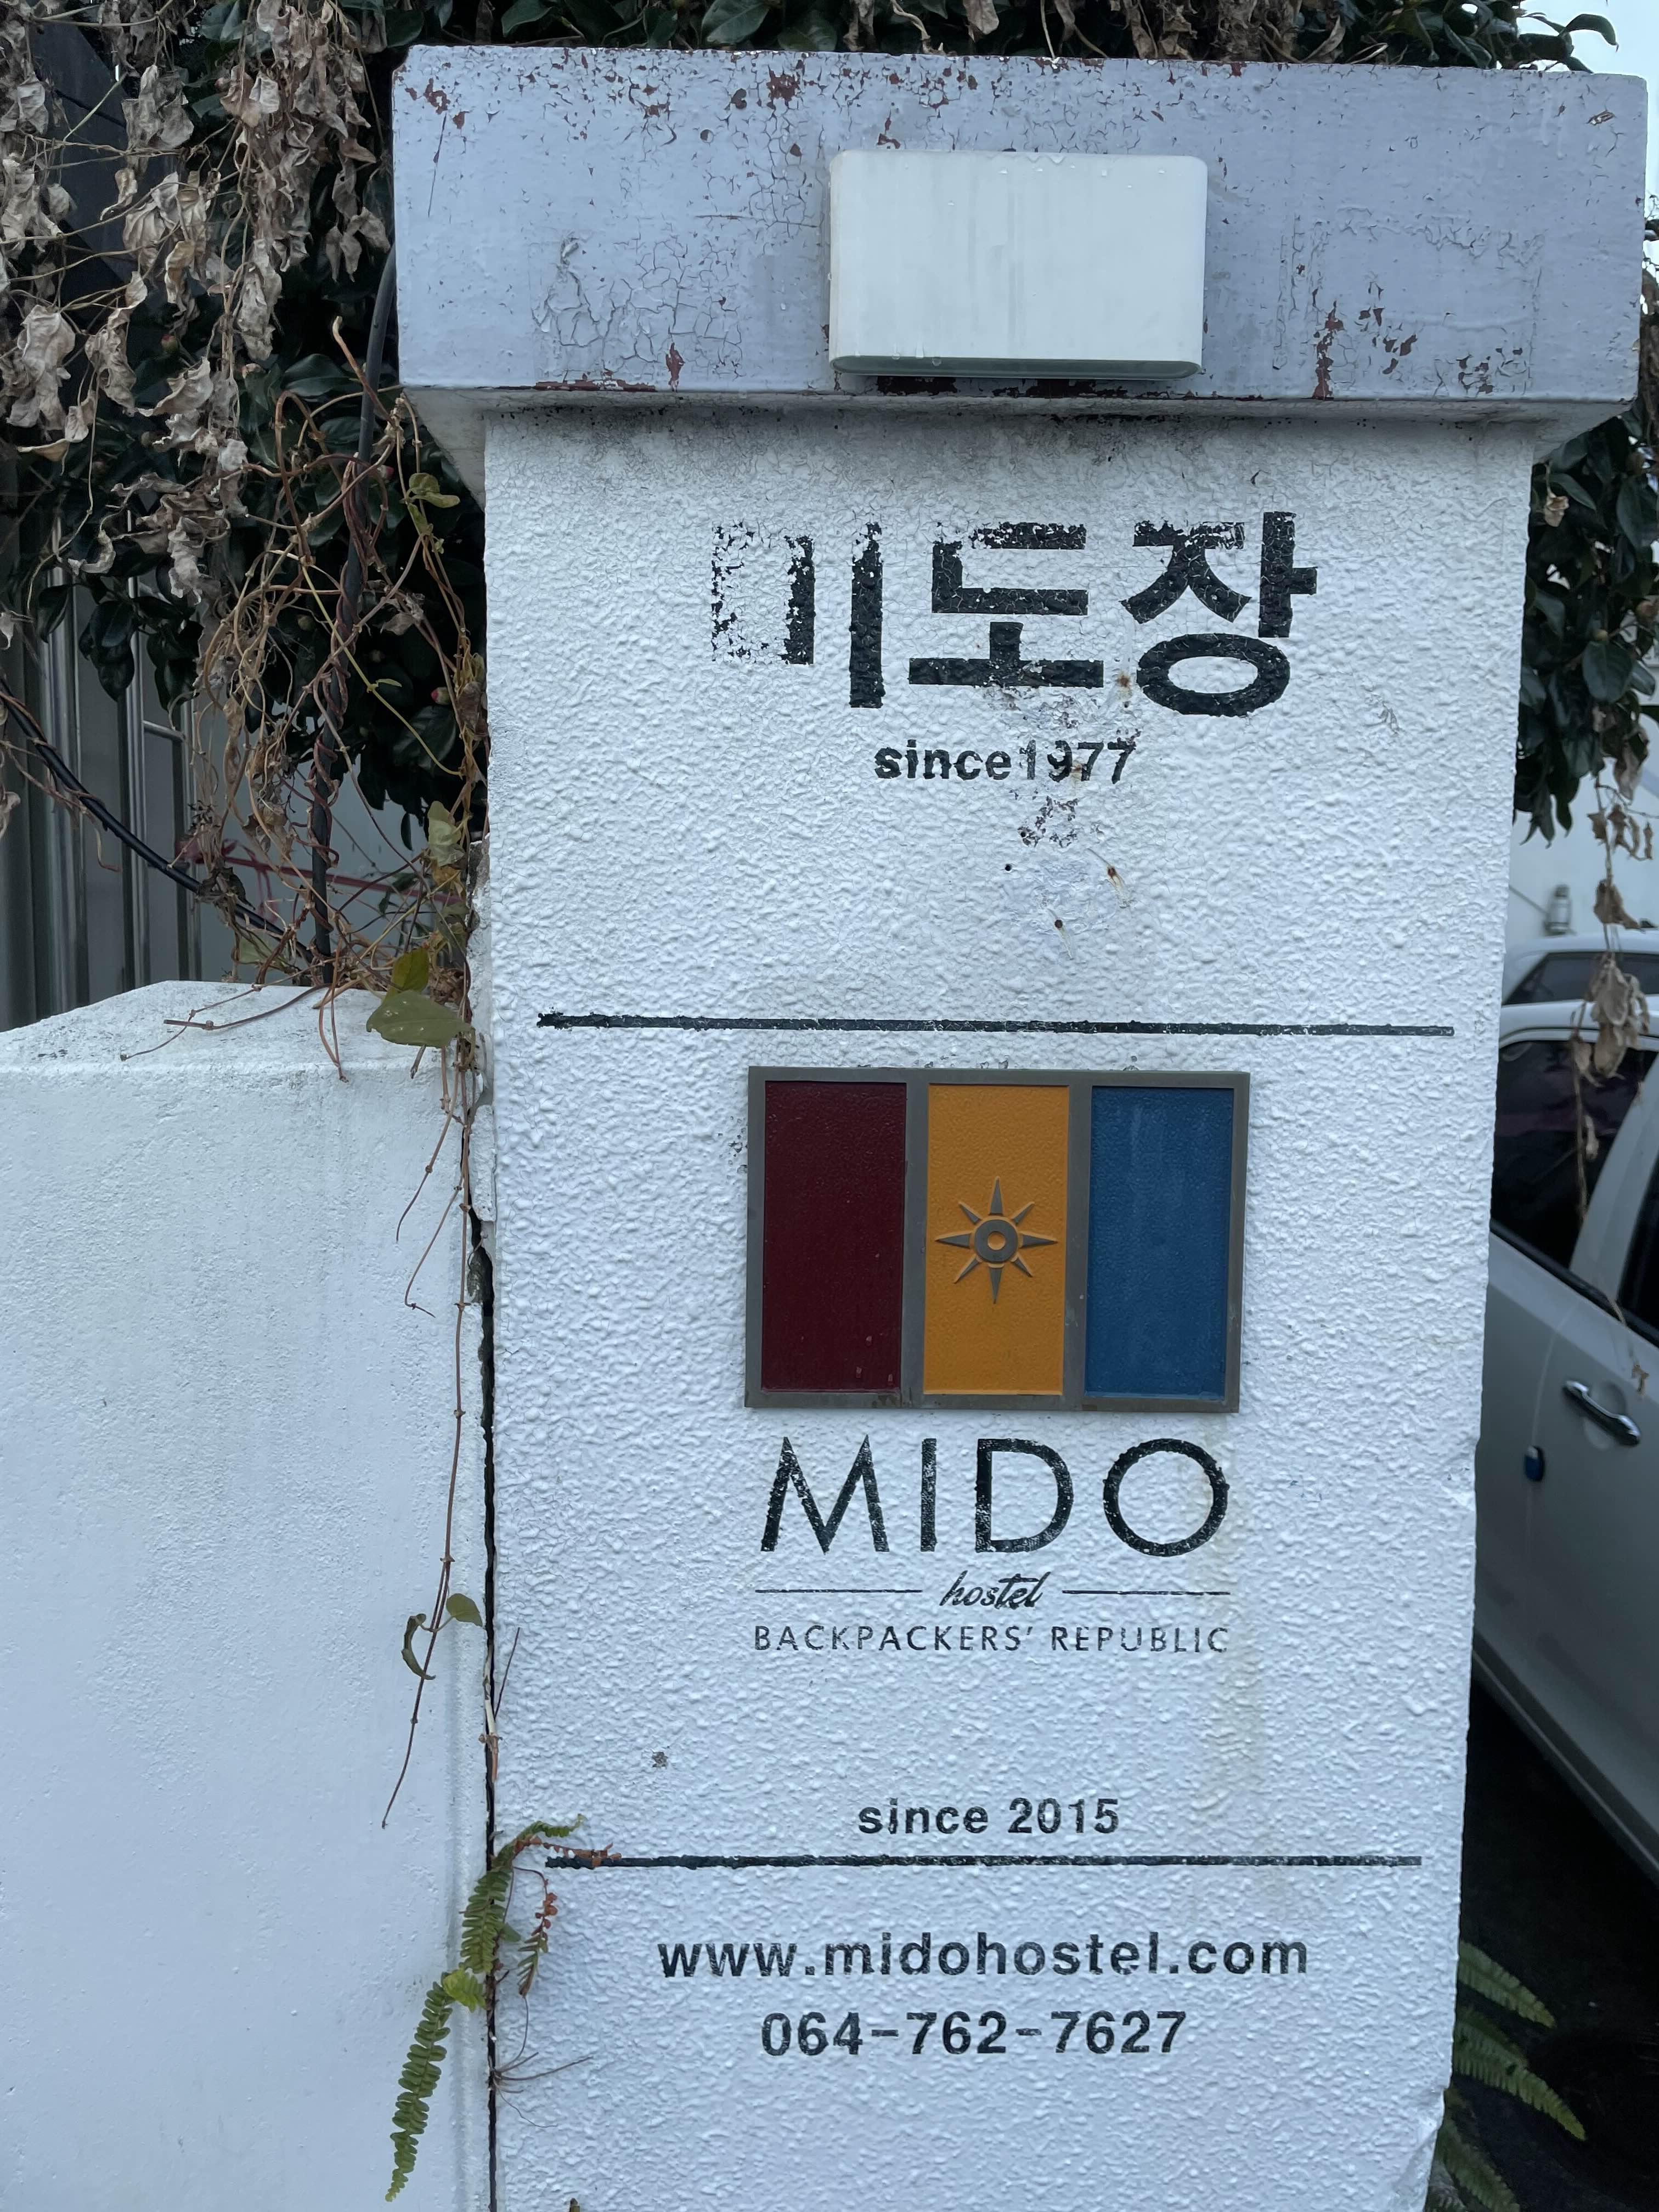 미도장
since1977
MIDO
hostel
BACKPACKERS' REPUBLIC
since 2015
www.midohostel.com
064-762-7627